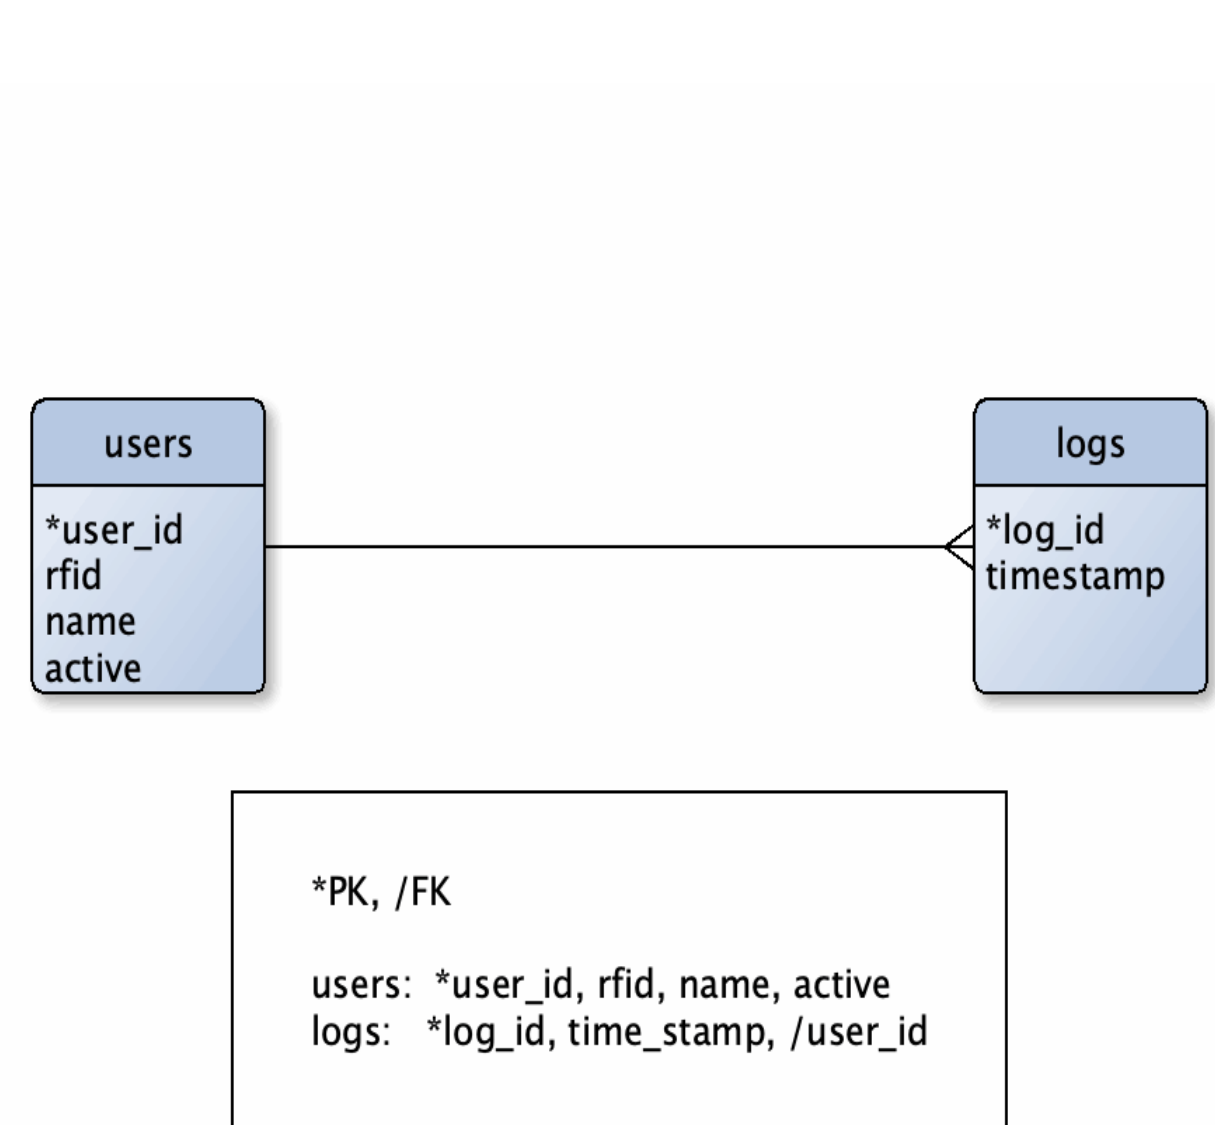 users
*user_id
rfid
name
active
logs
*log_id
timestamp
*PK, /FK
users: *user_id, rfid, name, active
logs: *log_id, time_stamp, /user_id